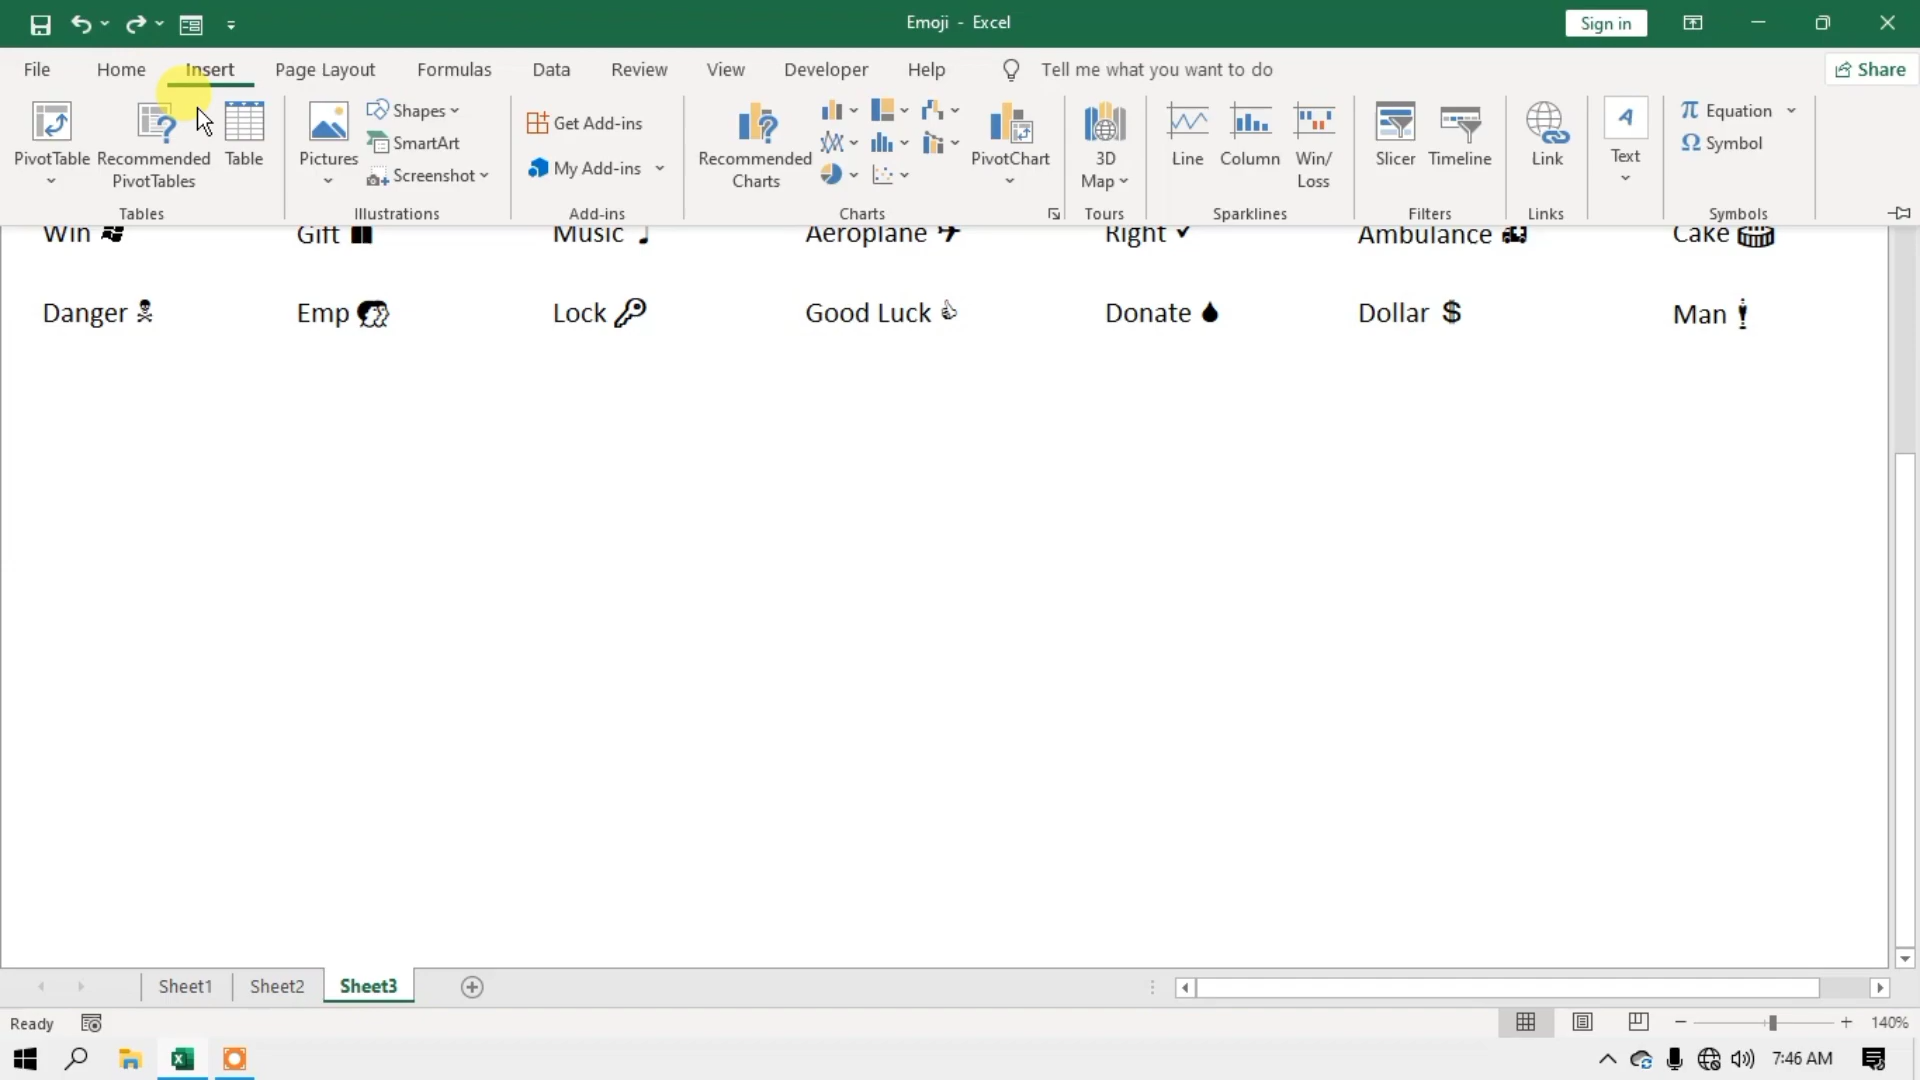 Emoji - Excel
Sign in
File Home Insert Page Layout Formulas Data Review View Developer Help Tell me what you want to do Share
PivotTable
Recommended
PivotTables
Table
Tables
Pictures
Shapes
SmartArt
Screenshot
Illustrations
Get Add-ins
My Add-ins
Add-ins
Recommended
Charts
PivotChart
Charts
3D
Map
Tours
Line
Column
Win/
Loss
Sparklines
Slicer
Timeline
Filters
Link
Links
Text
π Equation
Ω Symbol
Symbols
Win Gift Music ♩ Aeroplane ✈ Right ✓ Ambulance Cake
Danger ☠ Emp Lock Good Luck Donate Dollar $ Man
Sheet1 Sheet2 Sheet3
Ready
140%
7:46 AM